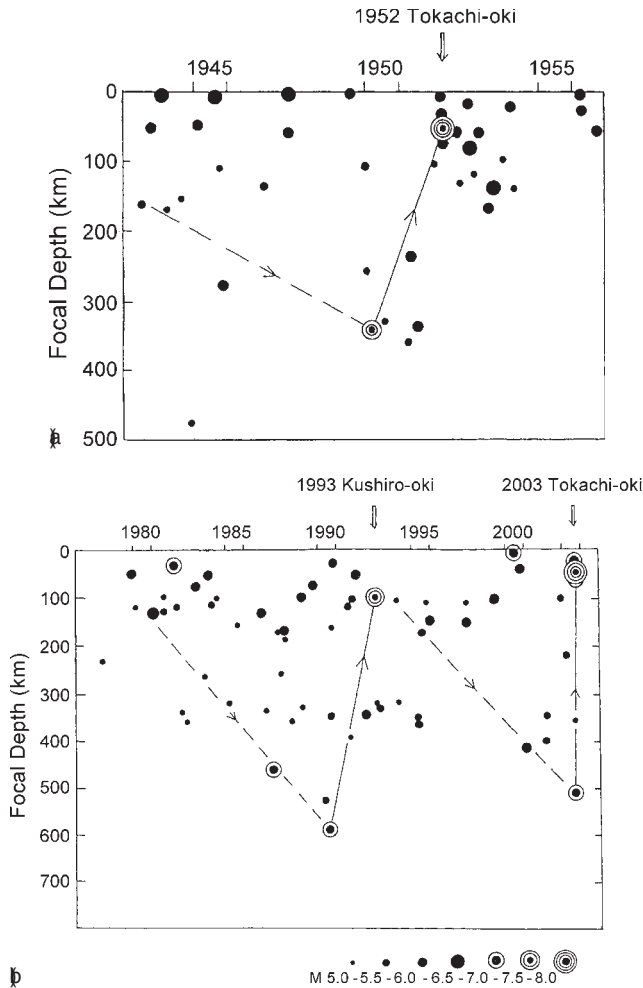 1952 Tokachi-oki
1945 1950 1955
0
100
200
300
400
500
Focal Depth (km)
a
1993 Kushiro-oki 2003 Tokachi-oki
1980 1985 1990 1995 2000
0
100
200
300
400
500
600
700
Focal Depth (km)
b
M 5.0 -5.5 -6.0 -6.5 -7.0 -7.5 -8.0